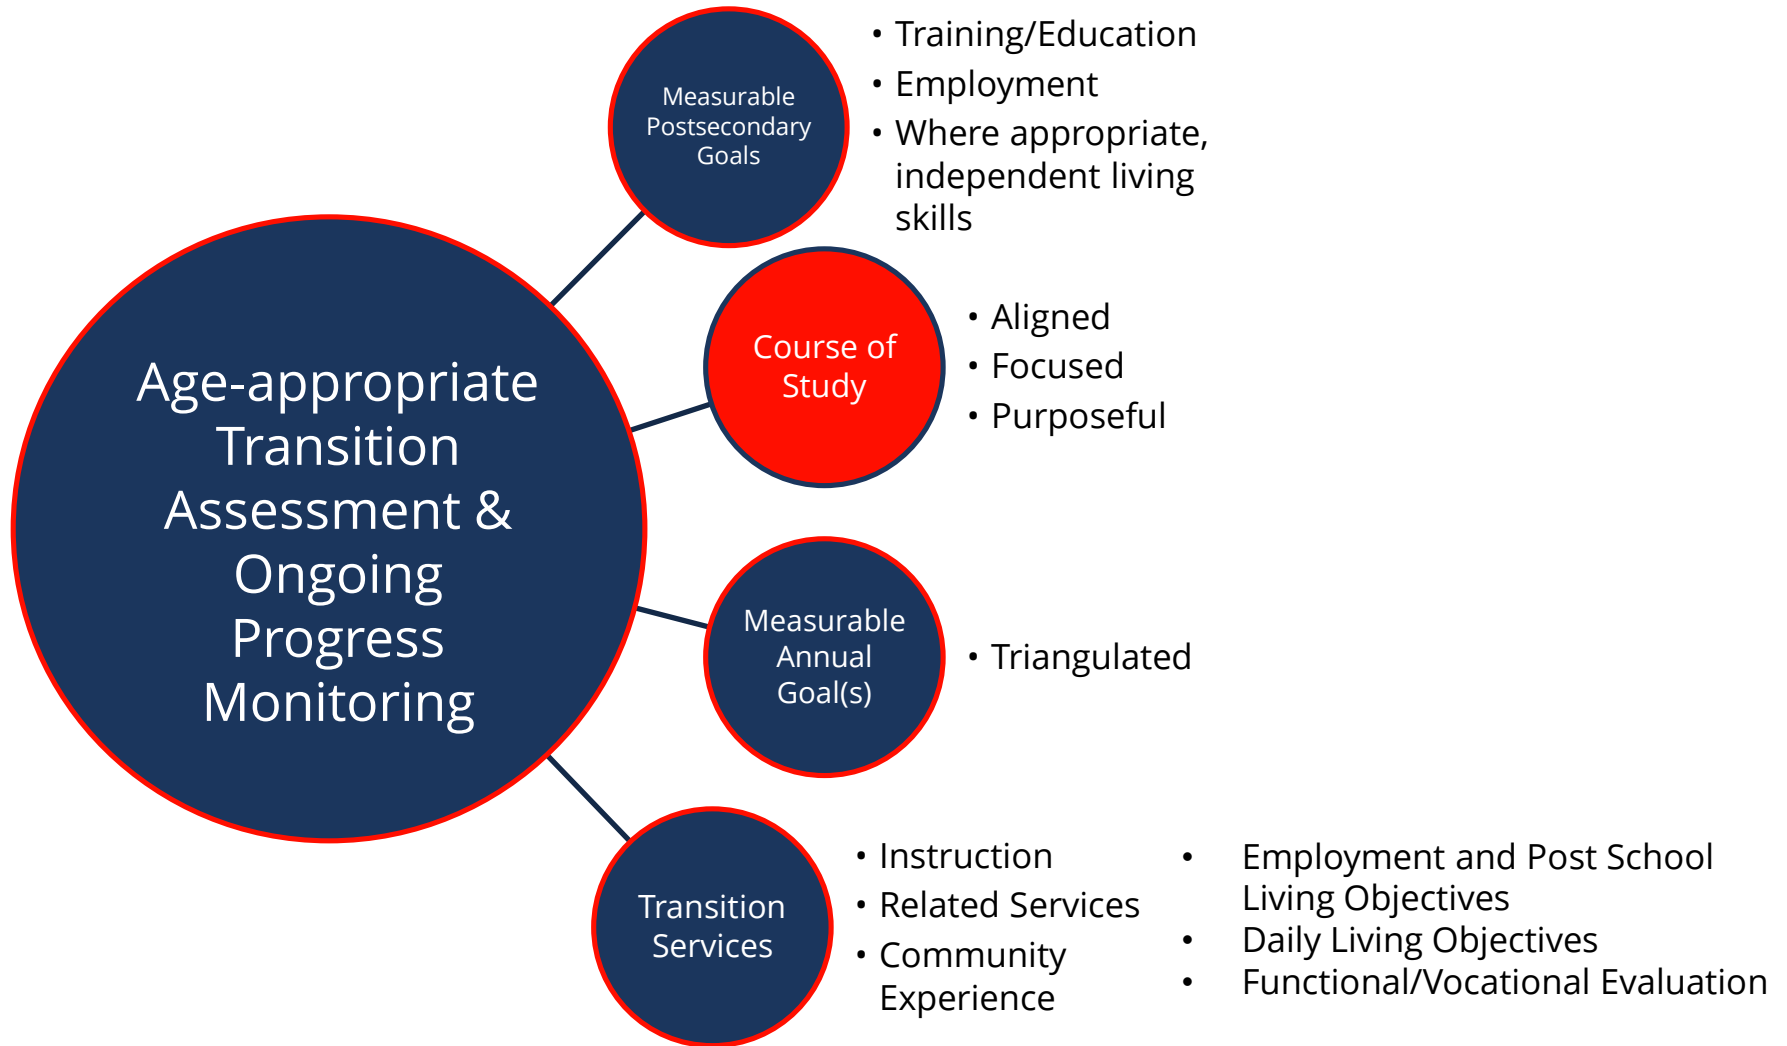 Age-appropriate
Transition
Assessment &
Ongoing
Progress
Monitoring
Measurable
Postsecondary
Goals
• Training/Education
• Employment
• Where appropriate,
independent living
skills
Course of
Study
• Aligned
• Focused
• Purposeful
Measurable
Annual
Goal(s)
• Triangulated
Transition
Services
• Instruction
• Related Services
• Community
Experience
• Employment and Post School
Living Objectives
• Daily Living Objectives
• Functional/Vocational Evaluation